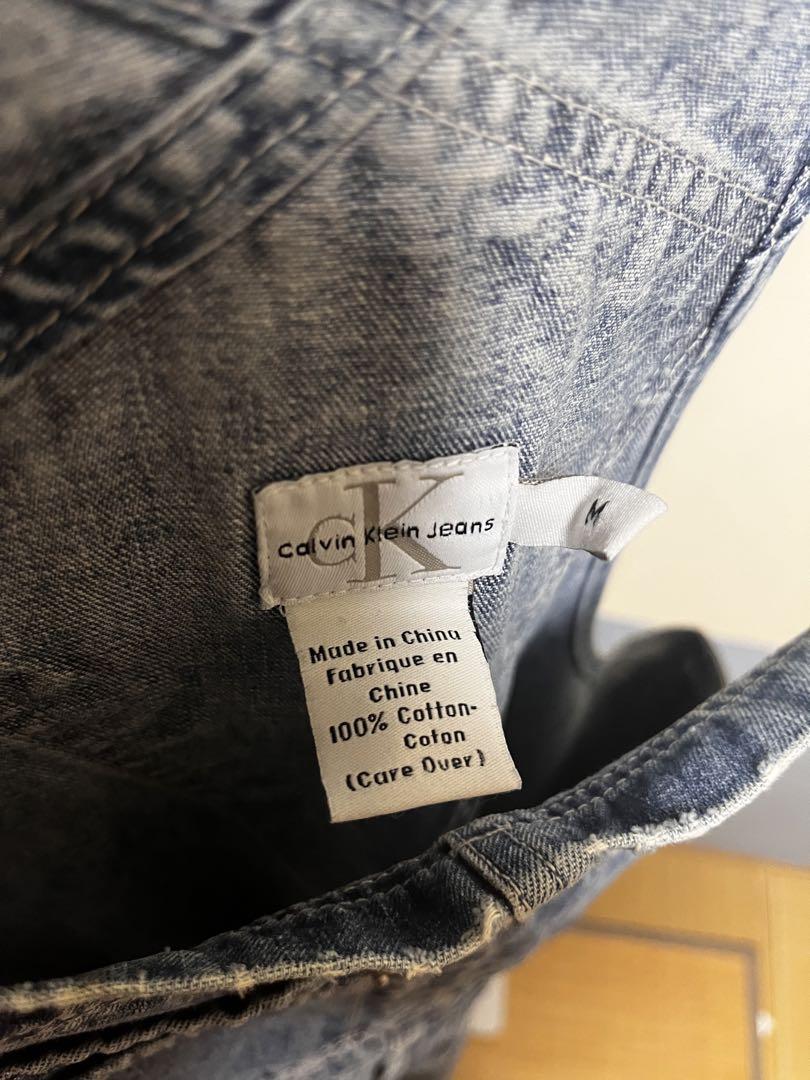 CK
Calvin Klein Jeans
M
Made in China
Fabrique en
Chine
100% Cotton-
Coton
(Care Over)